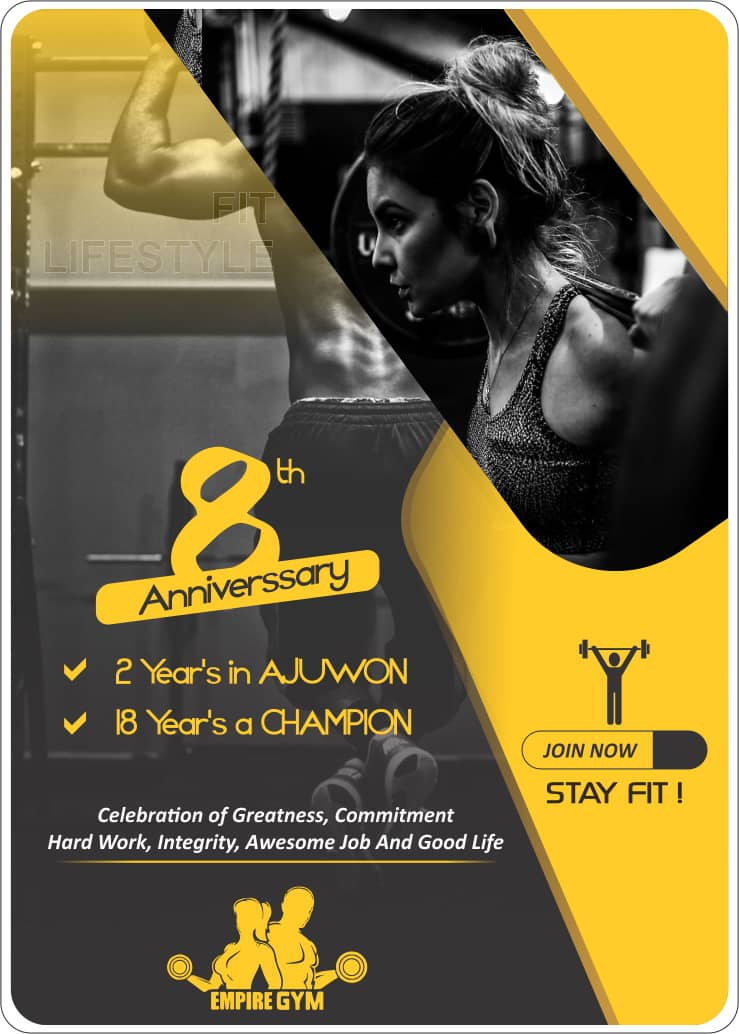 FIT
LIFESTYLE
8th
Anniverssary
2 Year's in AJUWON
18 Year's a CHAMPION
JOIN NOW
STAY FIT !
Celebration of Greatness, Commitment
Hard Work, Integrity, Awesome Job And Good Life
EMPIRE GYM